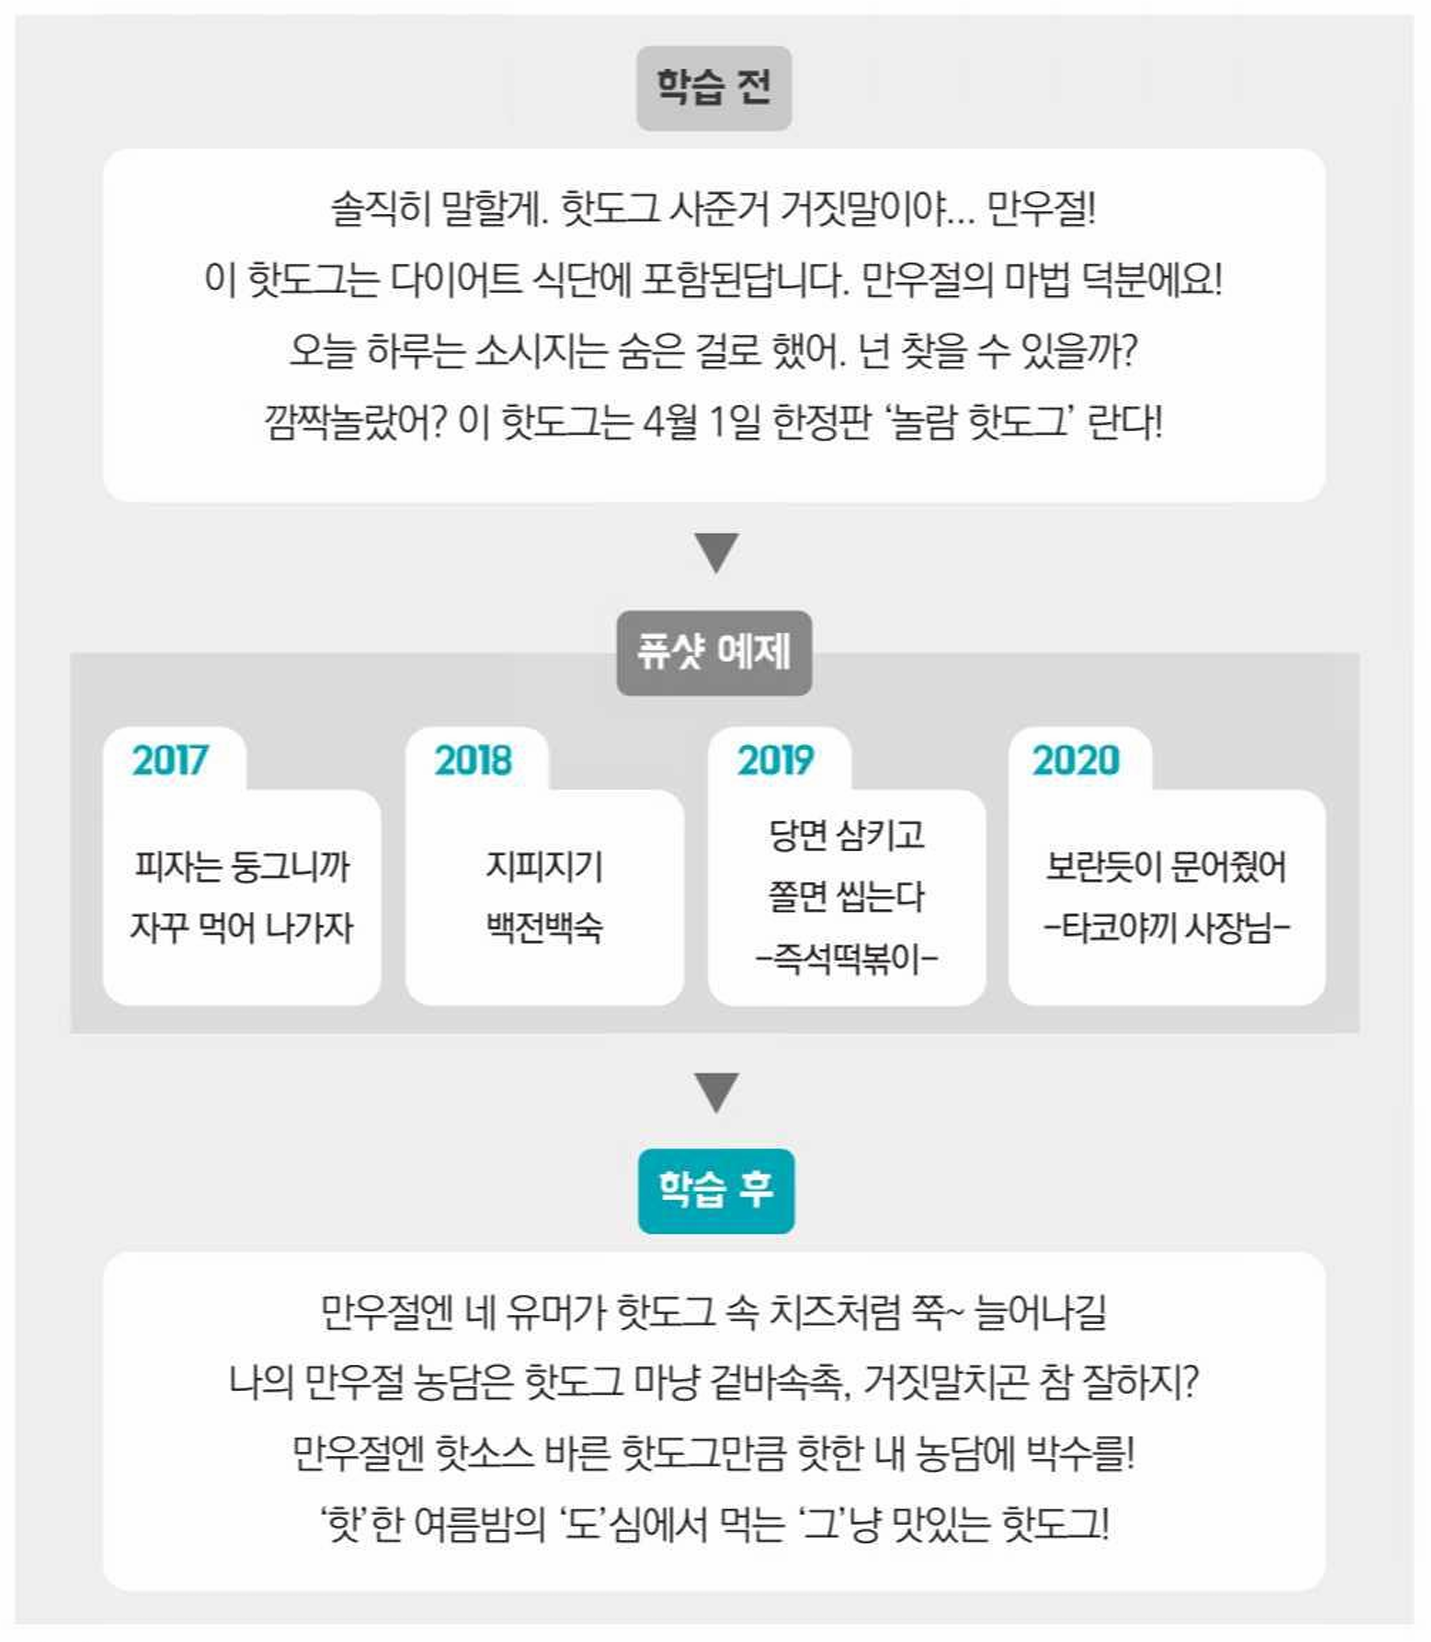 학습 전
솔직히 말할게. 핫도그 사준거 거짓말이야... 만우절!
이 핫도그는 다이어트 식단에 포함된답니다. 만우절의 마법 덕분에요!
오늘 하루는 소시지는 숨은 걸로 했어. 넌 찾을 수 있을까?
깜짝놀랐어? 이 핫도그는 4월 1일 한정판 ‘놀람 핫도그’ 란다!
퓨샷 예제
2017
피자는 둥그니까
자꾸 먹어 나가자
2018
지피지기
백전백숙
2019
당면 삼키고
쫄면 씹는다
-즉석떡볶이-
2020
보란듯이 문어줬어
-타코야끼 사장님-
학습 후
만우절엔 네 유머가 핫도그 속 치즈처럼 쭉~ 늘어나길
나의 만우절 농담은 핫도그 마냥 겉바속촉, 거짓말치곤 참 잘하지?
만우절엔 핫소스 바른 핫도그만큼 핫한 내 농담에 박수를!
‘핫’한 여름밤의 ‘도’심에서 먹는 ‘그’냥 맛있는 핫도그!